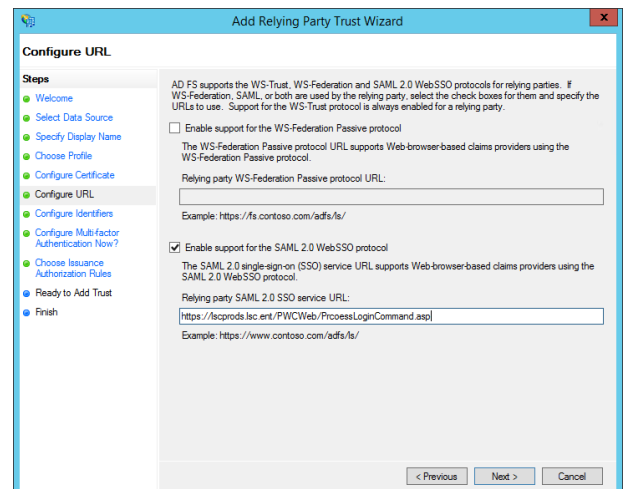 Add Relying Party Trust Wizard
x
Configure URL
Steps
Welcome
Select Data Source
Specify Display Name
Choose Profile
Configure Certificate
Configure URL
Configure Identifiers
Configure Multi-factor
Authentication Now?
Choose Issuance
Authorization Rules
Ready to Add Trust
Finish
AD FS supports the WS-Trust, WS-Federation and SAML 2.0 WebSSO protocols for relying parties. If
WS-Federation, SAML, or both are used by the relying party, select the check boxes for them and specify the
URLs to use. Support for the WS-Trust protocol is always enabled for a relying party.
Enable support for the WS-Federation Passive protocol
The WS-Federation Passive protocol URL supports Web-browser-based claims providers using the
WS-Federation Passive protocol.
Relying party WS-Federation Passive protocol URL:
Example: https://fs.contoso.com/adfs/ls/
Enable support for the SAML 2.0 WebSSO protocol
The SAML 2.0 single-sign-on (SSO) service URL supports Web-browser-based claims providers using the
SAML 2.0 WebSSO protocol.
Relying party SAML 2.0 SSO service URL:
https://lscprods.lsc.ent/PWCWeb/PrcoessLoginCommand.asp
Example: https://www.contoso.com/adfs/ls/
< Previous
Next >
Cancel